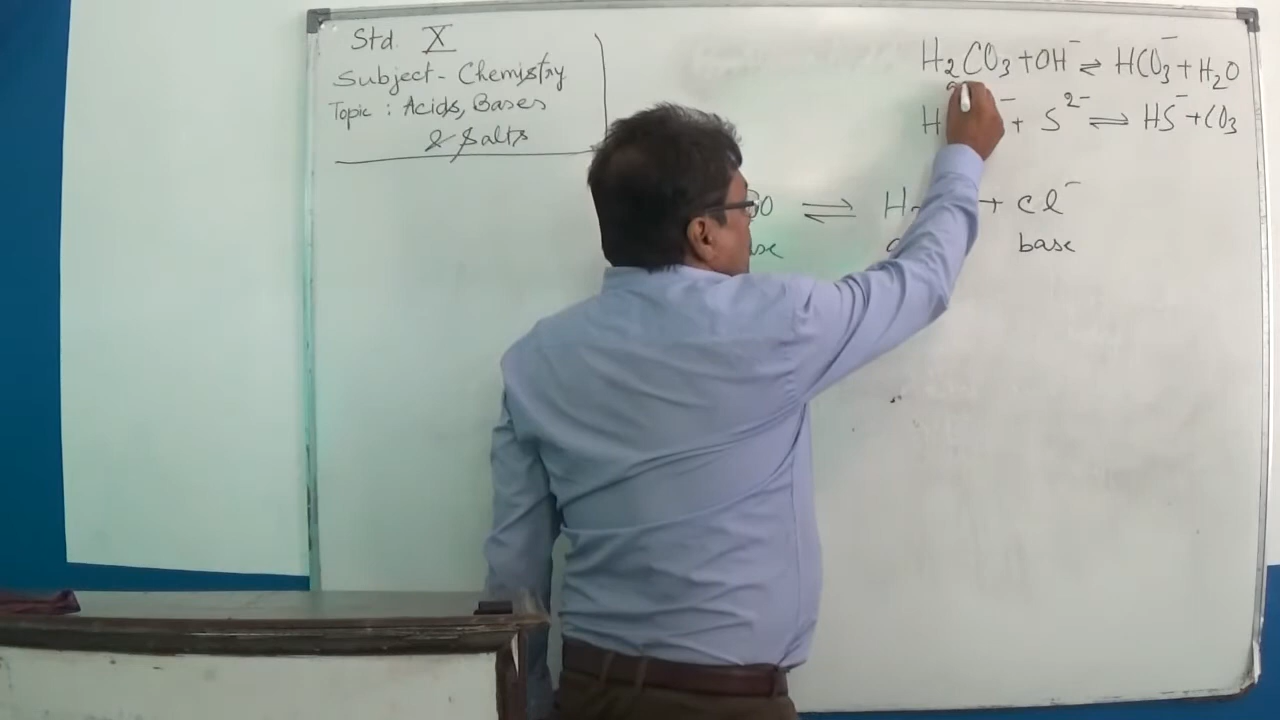 Std. X
Subject - Chemistry
Topic : Acids, Bases
& Salts
H₂CO₃ + OH⁻ ⇌ HCO₃⁻ + H₂O
H + S²⁻ ⇌ HS⁻ + CO₃
⇌ + Cl⁻
base